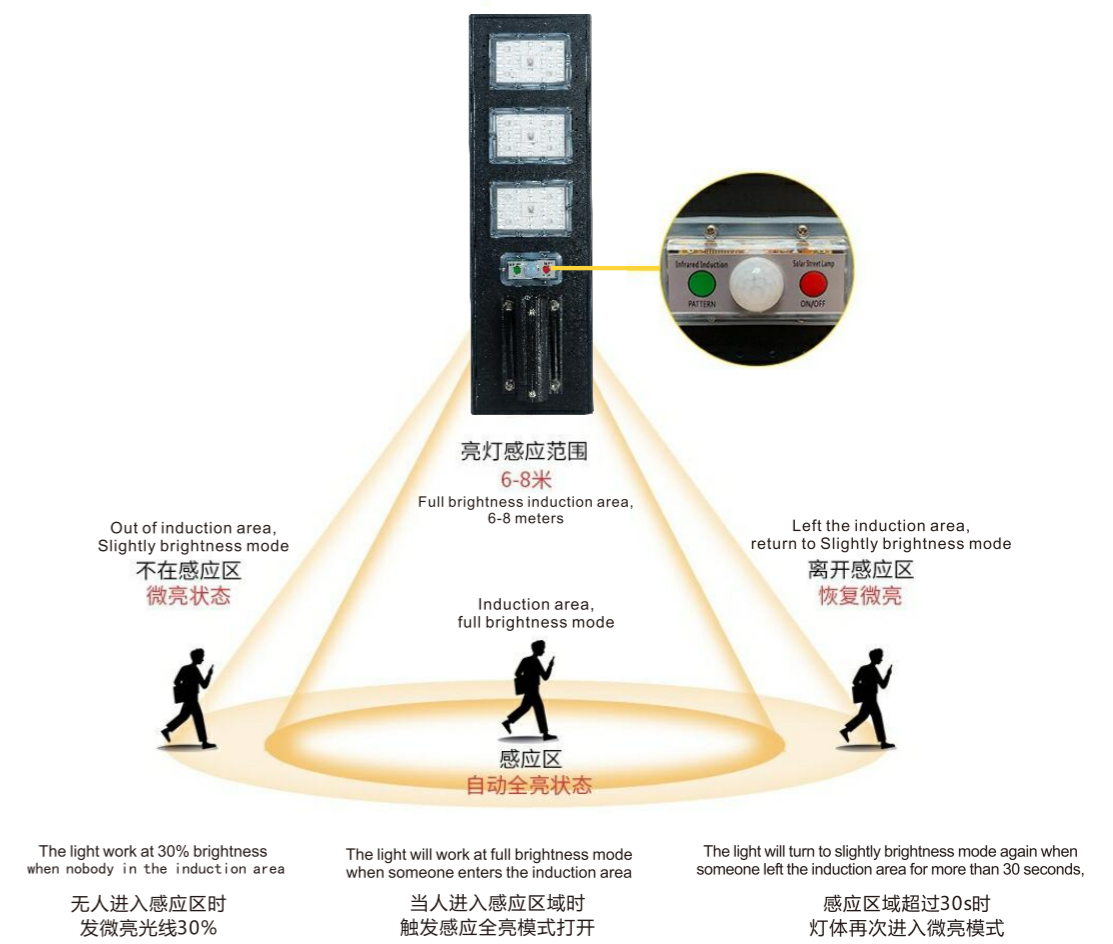 Infrared Induction
Solar Street Lamp
PATTERN
ON/OFF
亮灯感应范围
6-8米
Full brightness induction area,
6-8 meters
Out of induction area,
Slightly brightness mode
不在感应区
微亮状态
Left the induction area,
return to Slightly brightness mode
离开感应区
恢复微亮
Induction area,
full brightness mode
感应区
自动全亮状态
The light work at 30% brightness
when nobody in the induction area
无人进入感应区时
发微亮光线30%
The light will work at full brightness mode
when someone enters the induction area
当人进入感应区域时
触发感应全亮模式打开
The light will turn to slightly brightness mode again when
someone left the induction area for more than 30 seconds,
感应区域超过30s时
灯体再次进入微亮模式